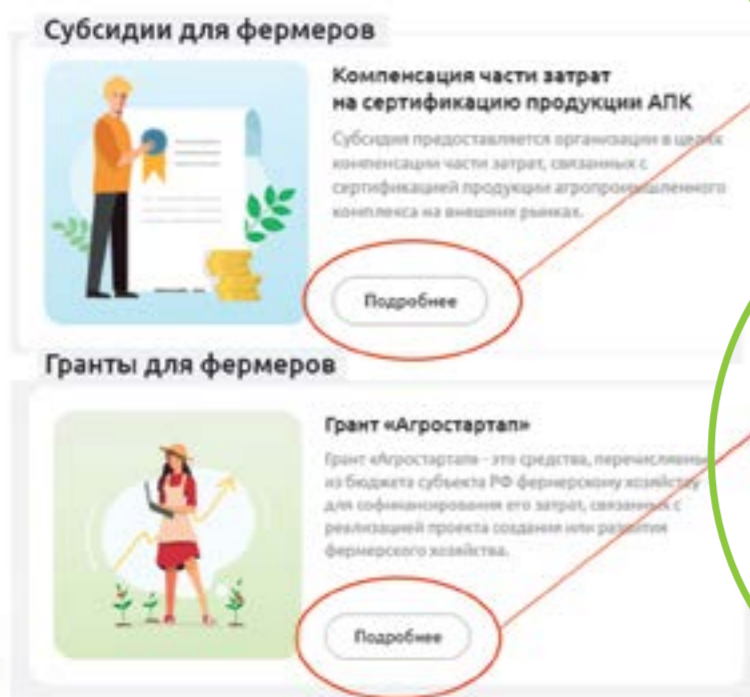 Субсидии для фермеров
Компенсация части затрат
на сертификацию продукции АПК
Субсидия предоставляется организации в целях
компенсации части затрат, связанных с
сертификацией продукции агропромышленного
комплекса на внешних рынках.
Подробнее
Гранты для фермеров
Грант «Агростартап»
Грант «Агростартап» - это средства, перечисляемые
из бюджета субъекта РФ фермерскому хозяйству
для софинансирования его затрат, связанных с
реализацией проекта создания или развития
фермерского хозяйства.
Подробнее